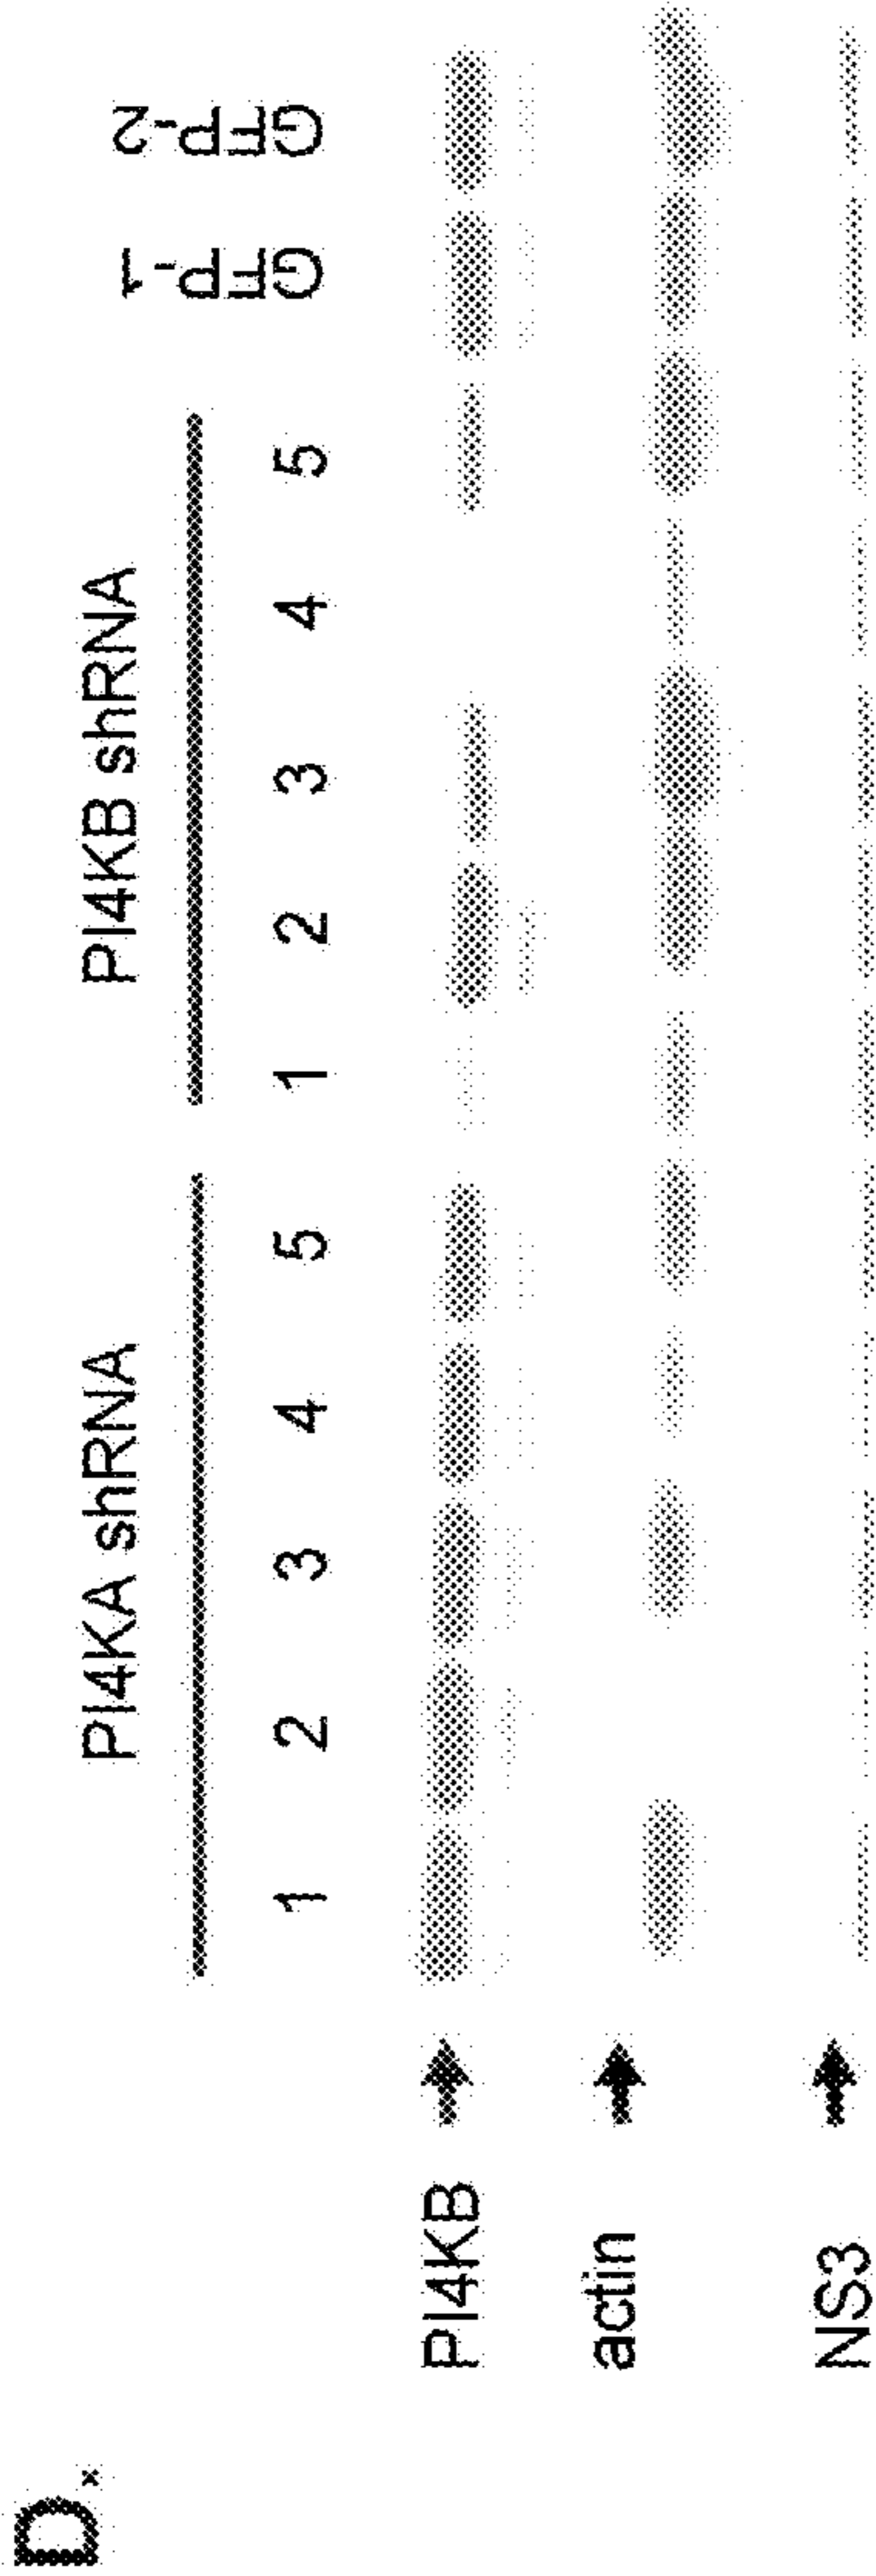 D.
PI4KA shRNA PI4KB shRNA
1 2 3 4 5 1 2 3 4 5 GFP-1 GFP-2
PI4KB
actin
NS3